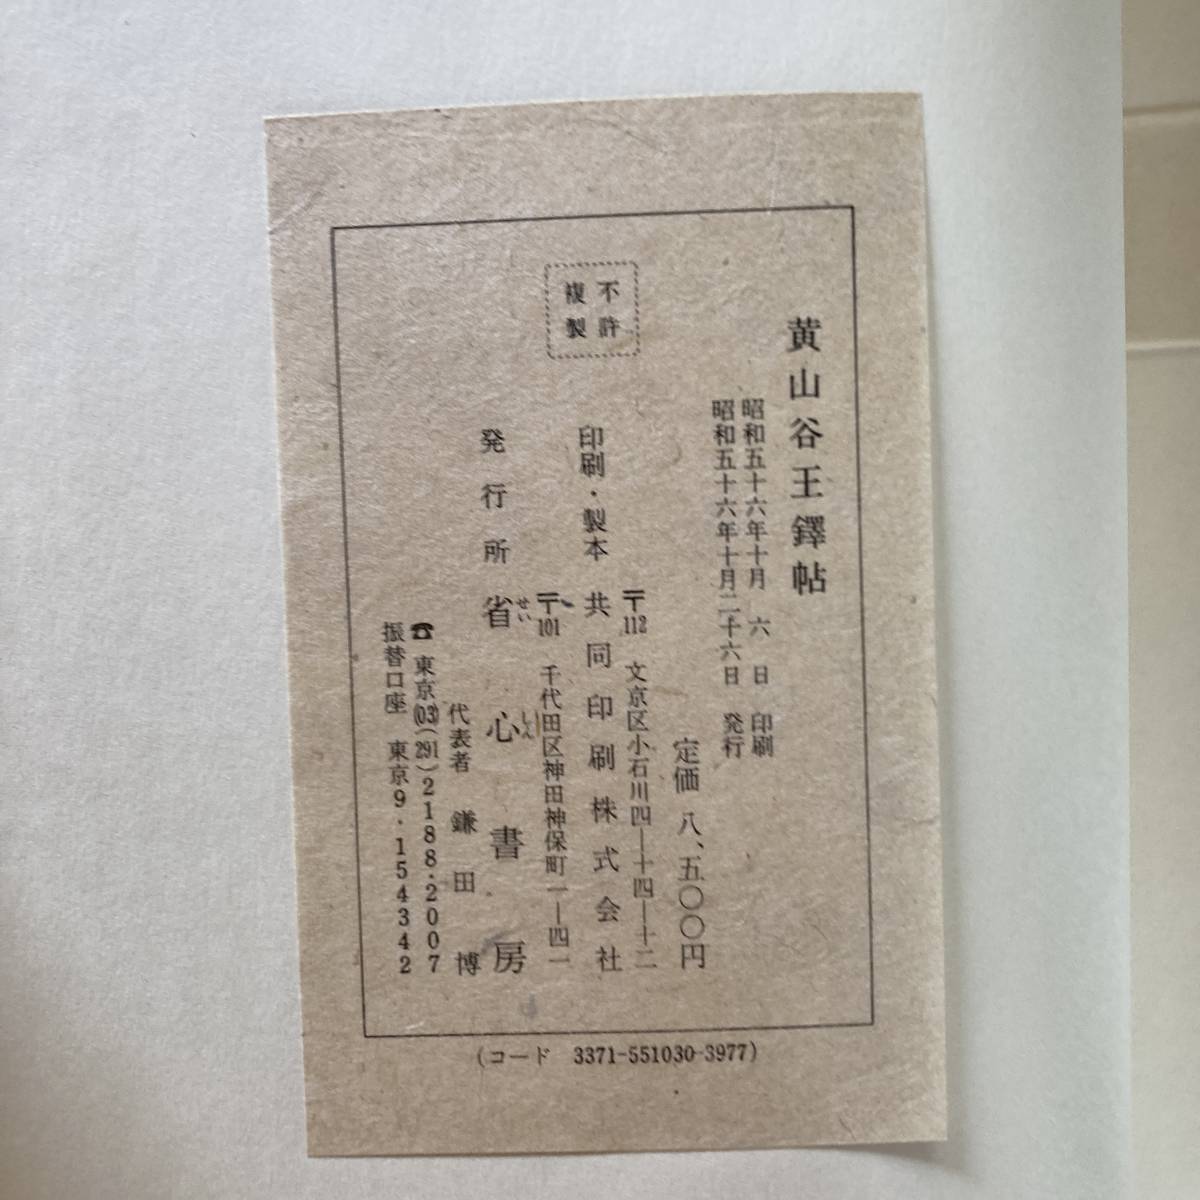 黄山谷王鐸帖
昭和五十六年十月 六 日 印刷
昭和五十六年十月二十六日 発行
定価 八、五〇〇円
不許
複製
〒112 文京区小石川四―十四―十二
印刷・製本 共同印刷株式会社
〒101 千代田区神田神保町一―四一
せい しん
発行所 省心書房
代表者 鎌田 博
☎ 東京(03)(291)2188・2007
振替口座 東京9・154342
(コード 3371-551030-3977)